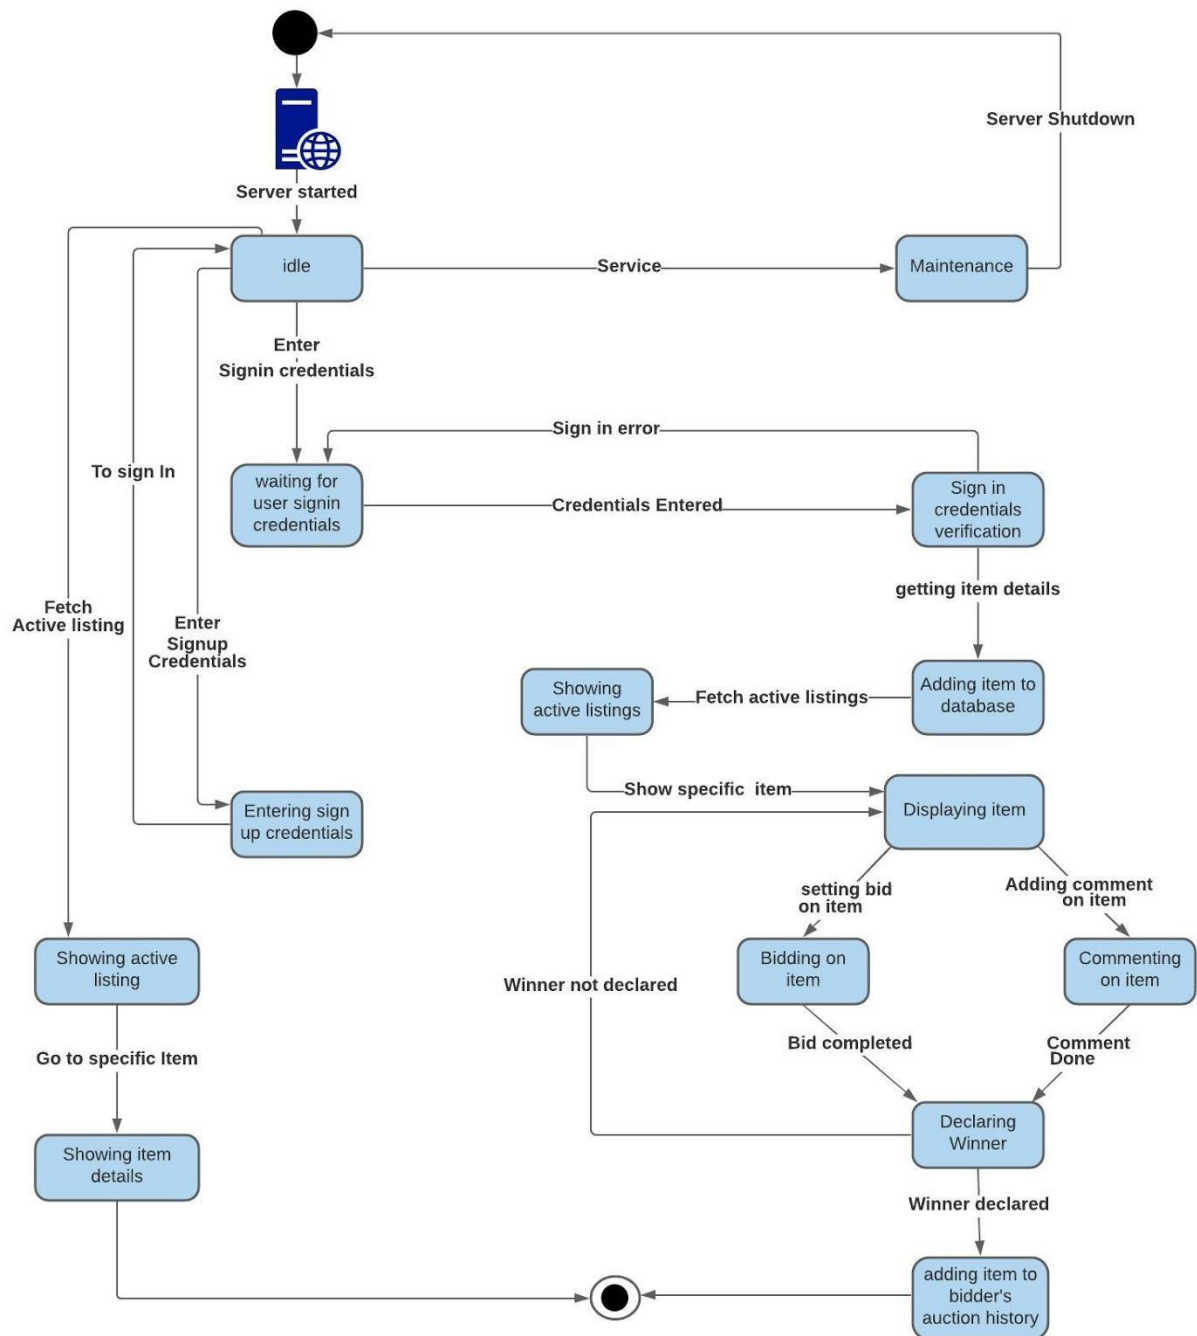 Server Shutdown
Server started
idle
Service
Maintenance
Enter
Signin credentials
Sign in error
To sign In
waiting for
user signin
credentials
Credentials Entered
Sign in
credentials
verification
getting item details
Fetch
Active listing
Enter
Signup
Credentials
Showing
active listings
Fetch active listings
Adding item to
database
Show specific  item
Displaying item
Entering sign
up credentials
setting bid
on item
Adding comment
on item
Showing active
listing
Winner not declared
Bidding on
item
Commenting
on item
Go to specific Item
Bid completed
Comment
Done
Declaring
Winner
Showing item
details
Winner declared
adding item to
bidder's
auction history